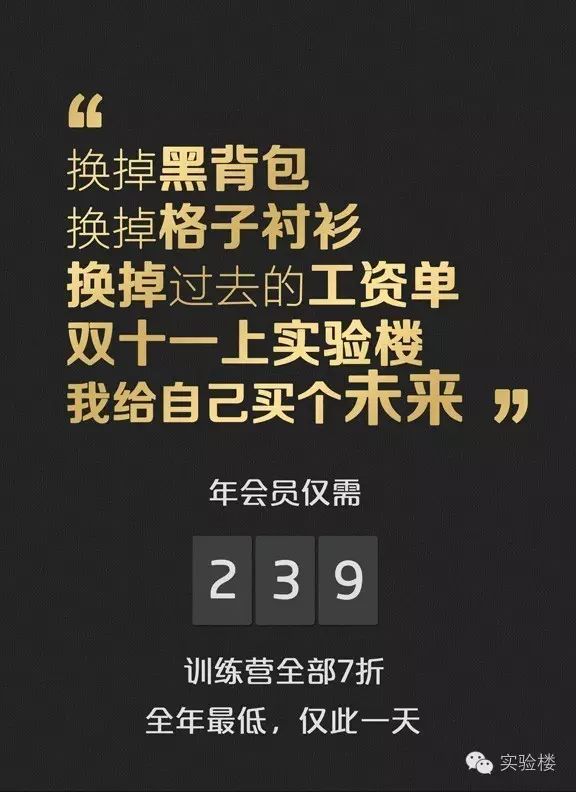 “
换掉黑背包
换掉格子衬衫
换掉过去的工资单
双十一上实验楼
我给自己买个未来 ”
年会员仅需
239
训练营全部7折
全年最低，仅此一天
实验楼